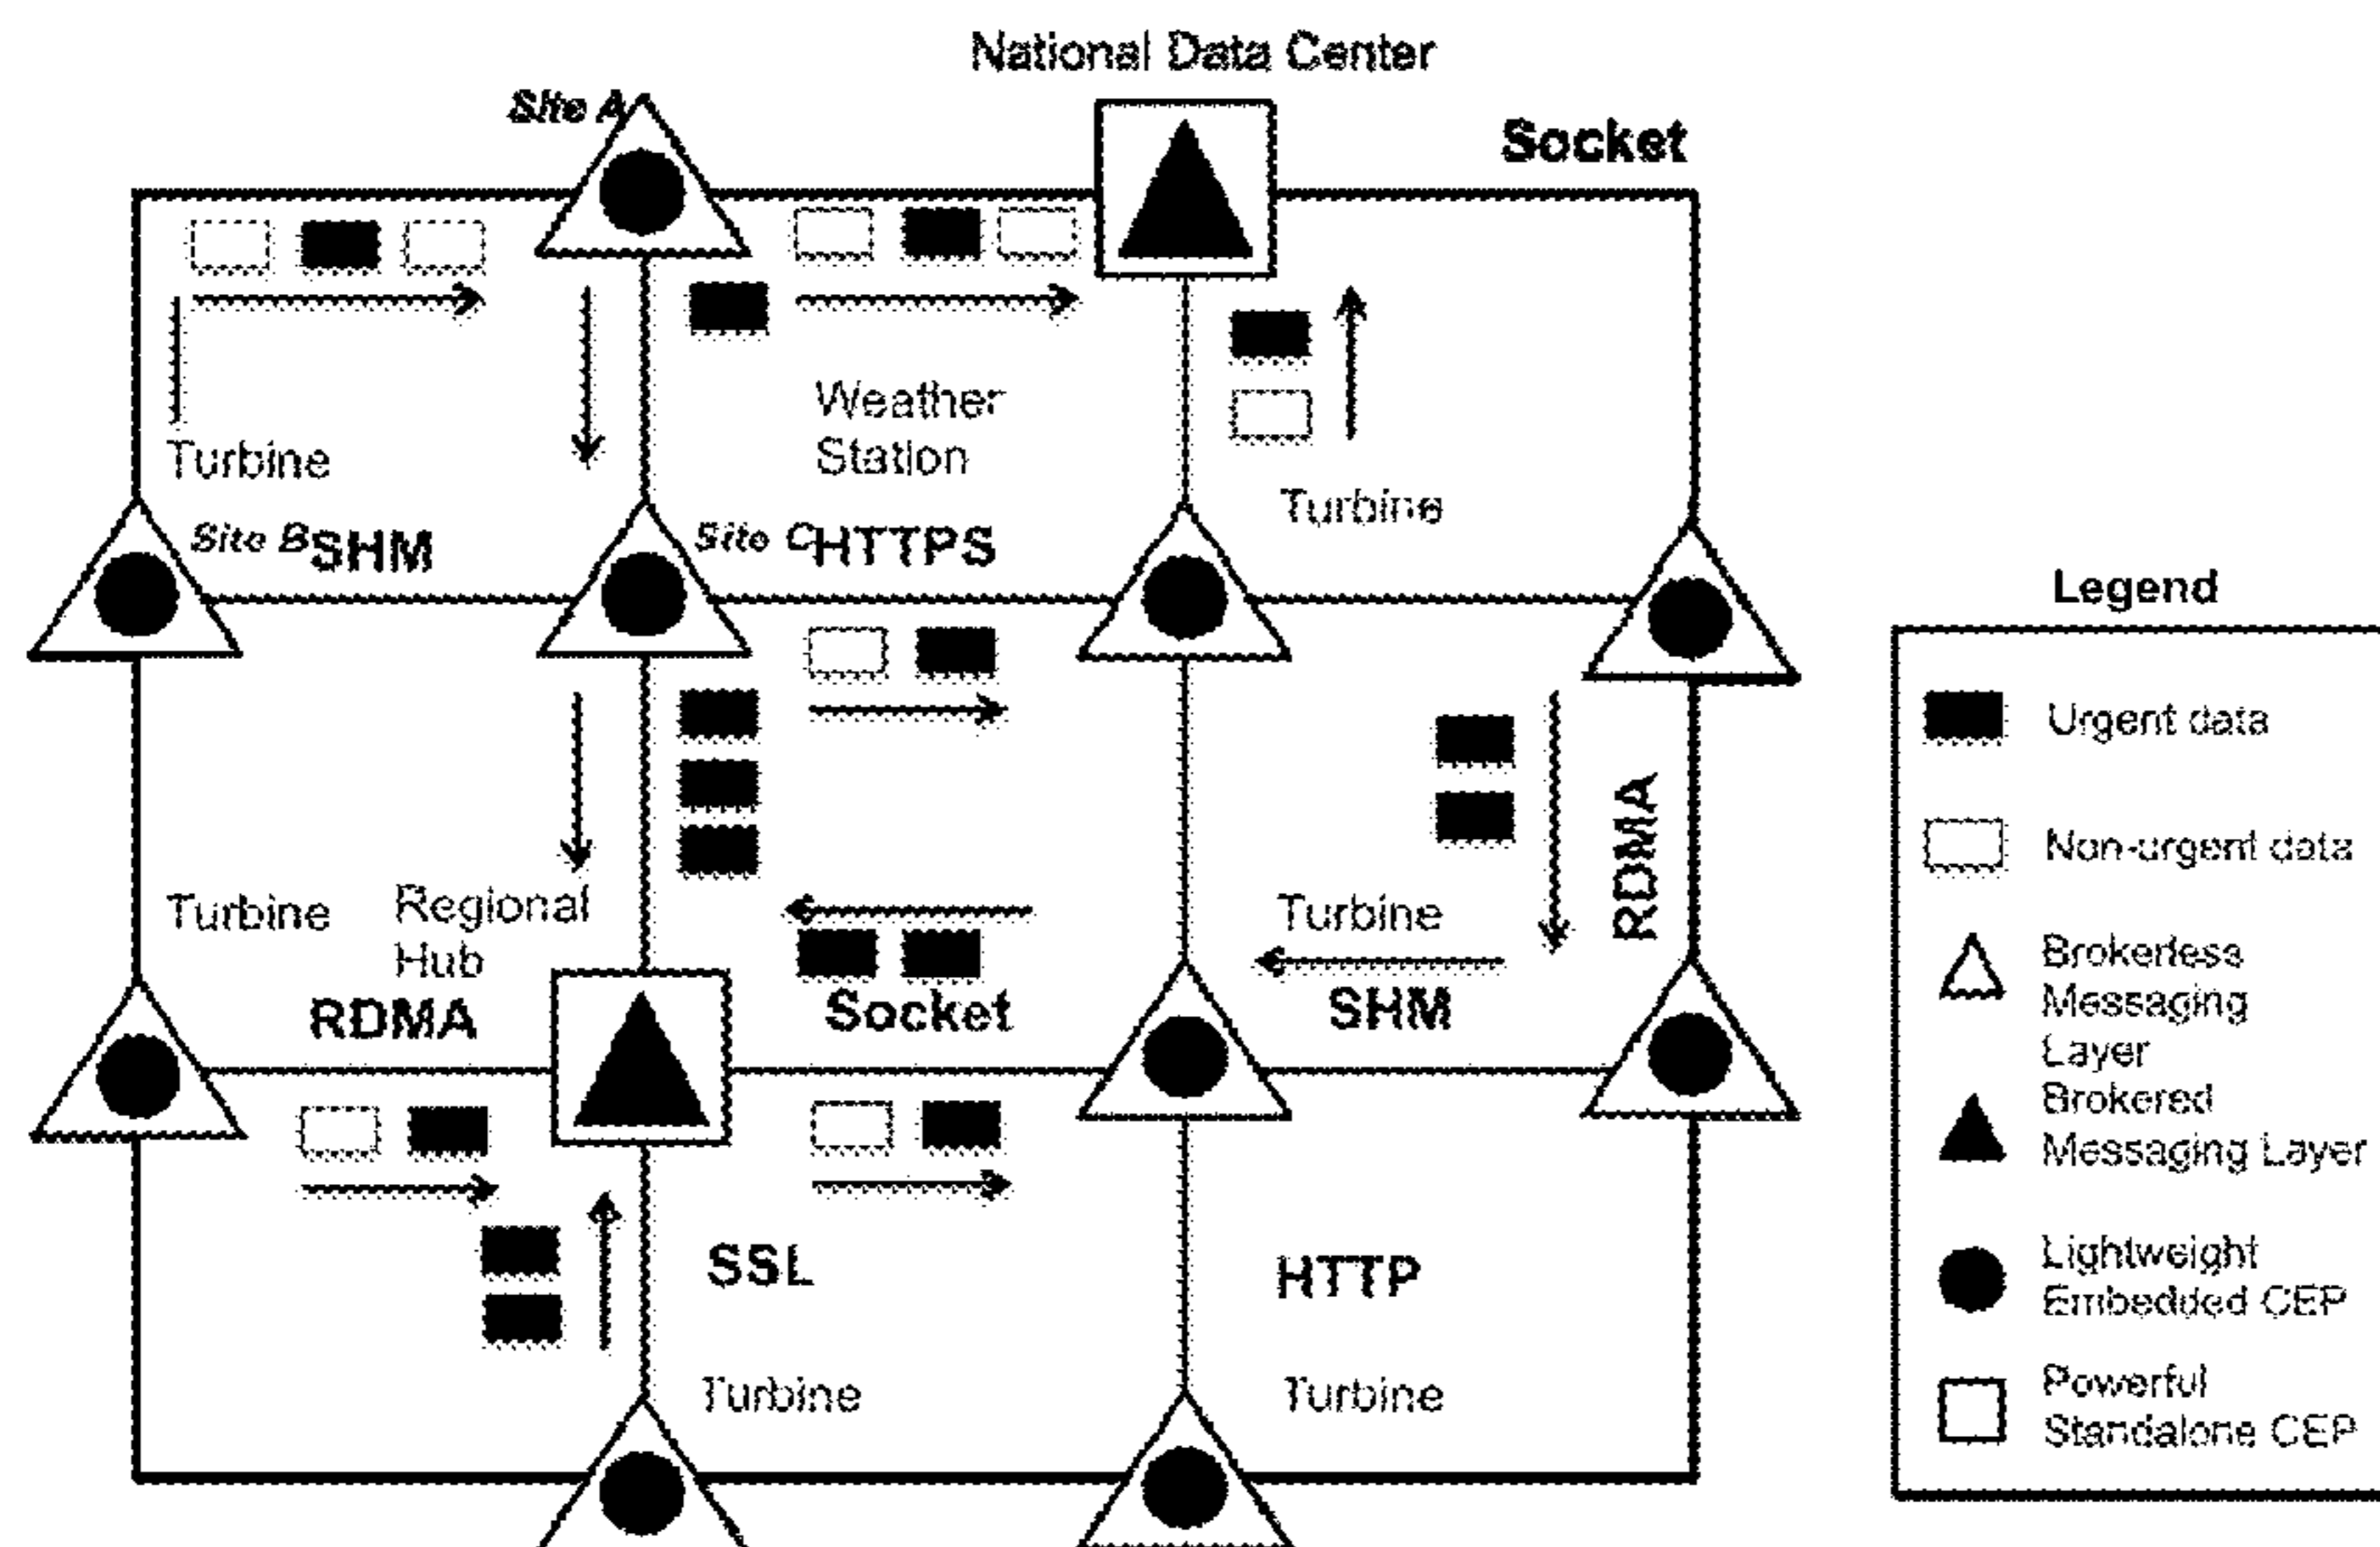 National Data Center
Site A
Socket
Weather
Station
Turbine
Turbine
Site B
SHM
Site C
HTTPS
Turbine
Regional
Hub
Turbine
RDMA
RDMA
Socket
SHM
SSL
HTTP
Turbine
Turbine
Legend
Urgent data
Non-urgent data
Brokerless
Messaging
Layer
Brokered
Messaging Layer
Lightweight
Embedded CEP
Powerful
Standalone CEP